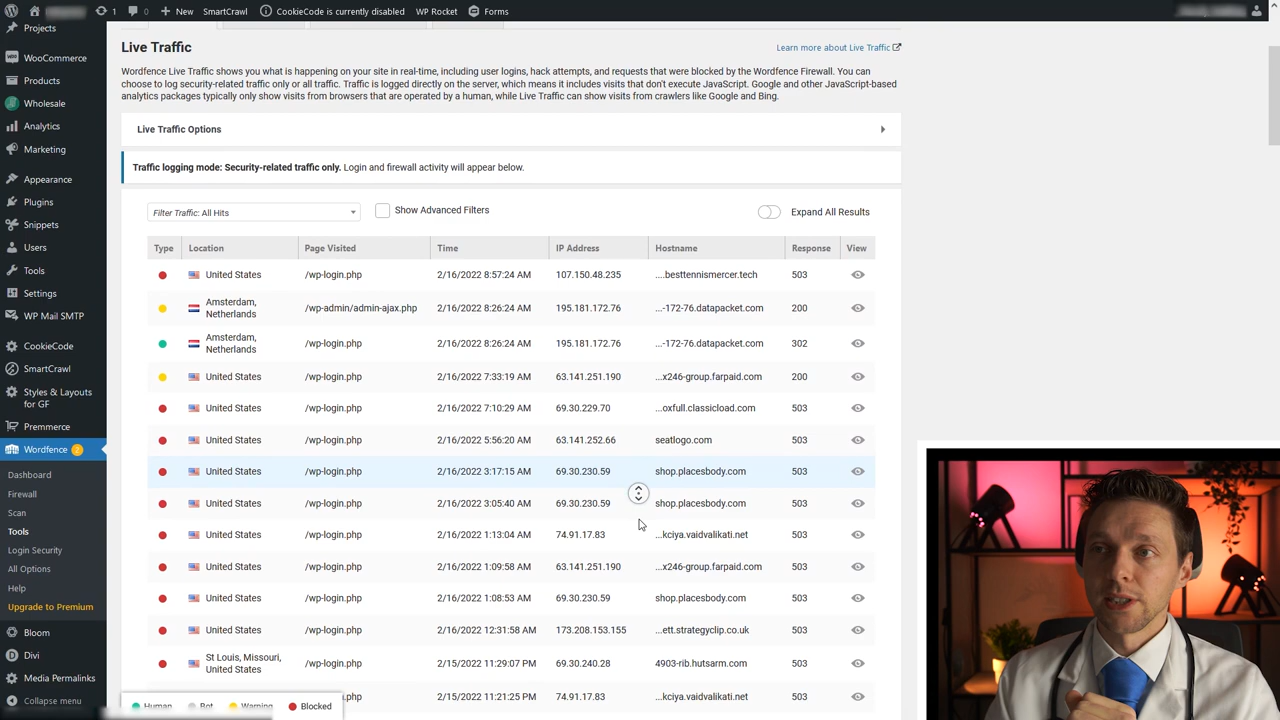 1
0
+ New
SmartCrawl
CookieCode is currently disabled
WP Rocket
Forms
Projects
WooCommerce
Products
Wholesale
Analytics
Marketing
Appearance
Plugins
Snippets
Users
Tools
Settings
WP Mail SMTP
CookieCode
SmartCrawl
Styles & Layouts
for GF
Premmerce
Wordfence 2
Dashboard
Firewall
Scan
Tools
Login Security
All Options
Help
Upgrade to Premium
Bloom
Divi
Media Permalinks
Collapse menu
Live Traffic
Learn more about Live Traffic
Wordfence Live Traffic shows you what is happening on your site in real-time, including user logins, hack attempts, and requests that were blocked by the Wordfence Firewall. You can
choose to log security-related traffic only or all traffic. Traffic is logged directly on the server, which means it includes visits that don't execute JavaScript. Google and other JavaScript-based
analytics packages typically only show visits from browsers that are operated by a human, while Live Traffic can show visits from crawlers like Google and Bing.
Live Traffic Options
Traffic logging mode: Security-related traffic only. Login and firewall activity will appear below.
Filter Traffic: All Hits
Show Advanced Filters
Expand All Results
Type Location Page Visited Time IP Address Hostname Response View
United States /wp-login.php 2/16/2022 8:57:24 AM 107.150.48.235 ....besttennismercer.tech 503
Amsterdam,
Netherlands /wp-admin/admin-ajax.php 2/16/2022 8:26:24 AM 195.181.172.76 ...-172-76.datapacket.com 200
Amsterdam,
Netherlands /wp-login.php 2/16/2022 8:26:24 AM 195.181.172.76 ...-172-76.datapacket.com 302
United States /wp-login.php 2/16/2022 7:33:19 AM 63.141.251.190 ...x246-group.farpaid.com 200
United States /wp-login.php 2/16/2022 7:10:29 AM 69.30.229.70 ...oxfull.classicload.com 503
United States /wp-login.php 2/16/2022 5:56:20 AM 63.141.252.66 seatlogo.com 503
United States /wp-login.php 2/16/2022 3:17:15 AM 69.30.230.59 shop.placesbody.com 503
United States /wp-login.php 2/16/2022 3:05:40 AM 69.30.230.59 shop.placesbody.com 503
United States /wp-login.php 2/16/2022 1:13:04 AM 74.91.17.83 ...kciya.vaidvalikati.net 503
United States /wp-login.php 2/16/2022 1:09:58 AM 63.141.251.190 ...x246-group.farpaid.com 503
United States /wp-login.php 2/16/2022 1:08:53 AM 69.30.230.59 shop.placesbody.com 503
United States /wp-login.php 2/16/2022 12:31:58 AM 173.208.153.155 ...ett.strategyclip.co.uk 503
St Louis, Missouri,
United States /wp-login.php 2/15/2022 11:29:07 PM 69.30.240.28 4903-rib.hutsarm.com 503
/wp-login.php 2/15/2022 11:21:25 PM 74.91.17.83 ...kciya.vaidvalikati.net 503
Human Bot Warning Blocked